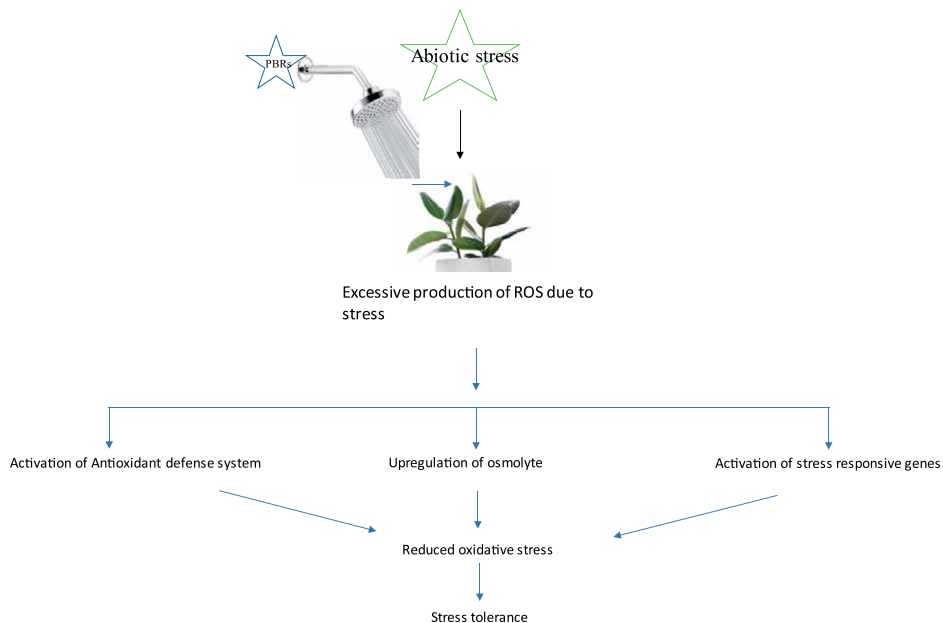 PBRs
Abiotic stress
Excessive production of ROS due to
stress
Activation of Antioxidant defense system
Upregulation of osmolyte
Activation of stress responsive genes
Reduced oxidative stress
Stress tolerance